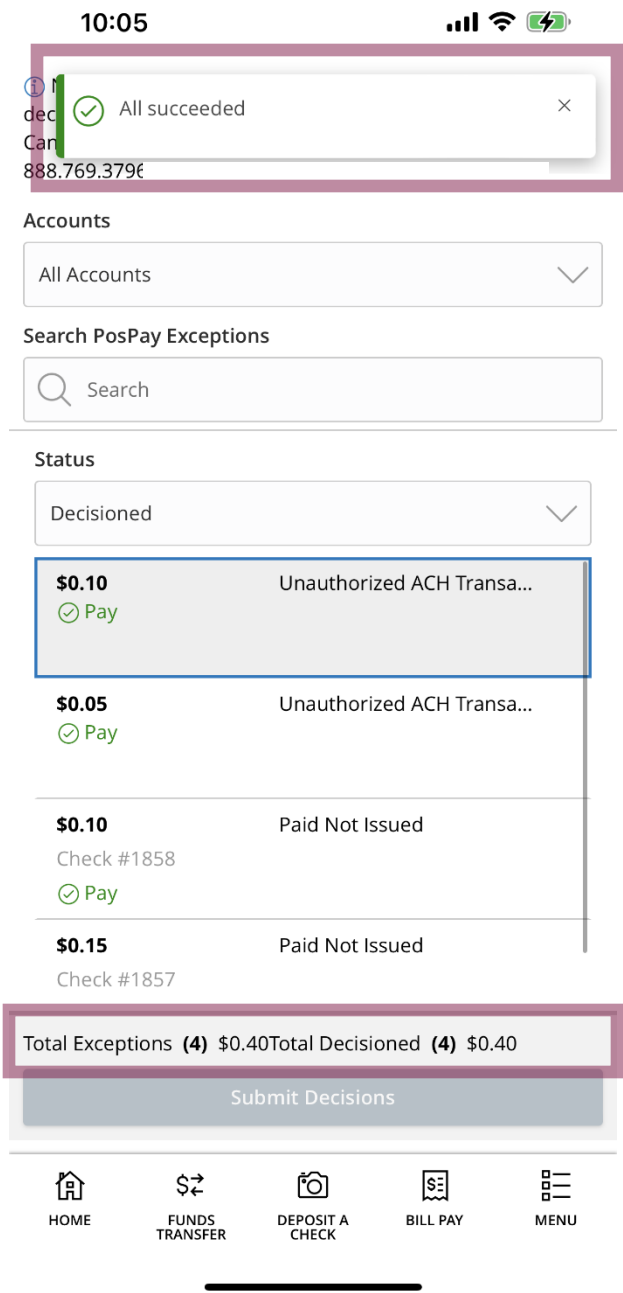 10:05
All succeeded
dec
Can
888.769.3796
Accounts
All Accounts
Search PosPay Exceptions
Search
Status
Decisioned
$0.10 Unauthorized ACH Transa...
Pay
$0.05 Unauthorized ACH Transa...
Pay
$0.10 Paid Not Issued
Check #1858
Pay
$0.15 Paid Not Issued
Check #1857
Total Exceptions (4) $0.40Total Decisioned (4) $0.40
Submit Decisions
HOME FUNDS TRANSFER DEPOSIT A CHECK BILL PAY MENU